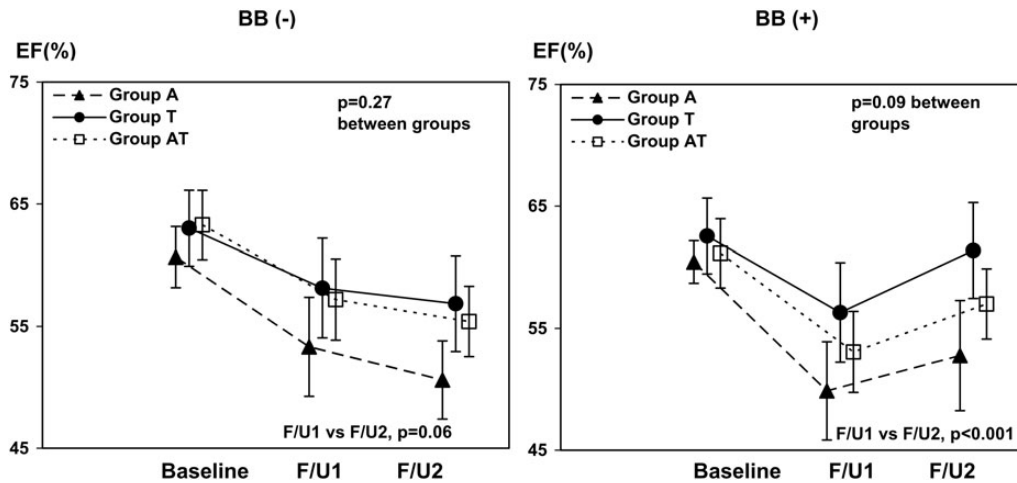 BB (-)
EF(%)
75
65
55
45
Group A
Group T
Group AT
p=0.27
between groups
F/U1 vs F/U2, p=0.06
Baseline F/U1 F/U2
BB (+)
EF(%)
75
65
55
45
Group A
Group T
Group AT
p=0.09 between
groups
F/U1 vs F/U2, p<0.001
Baseline F/U1 F/U2